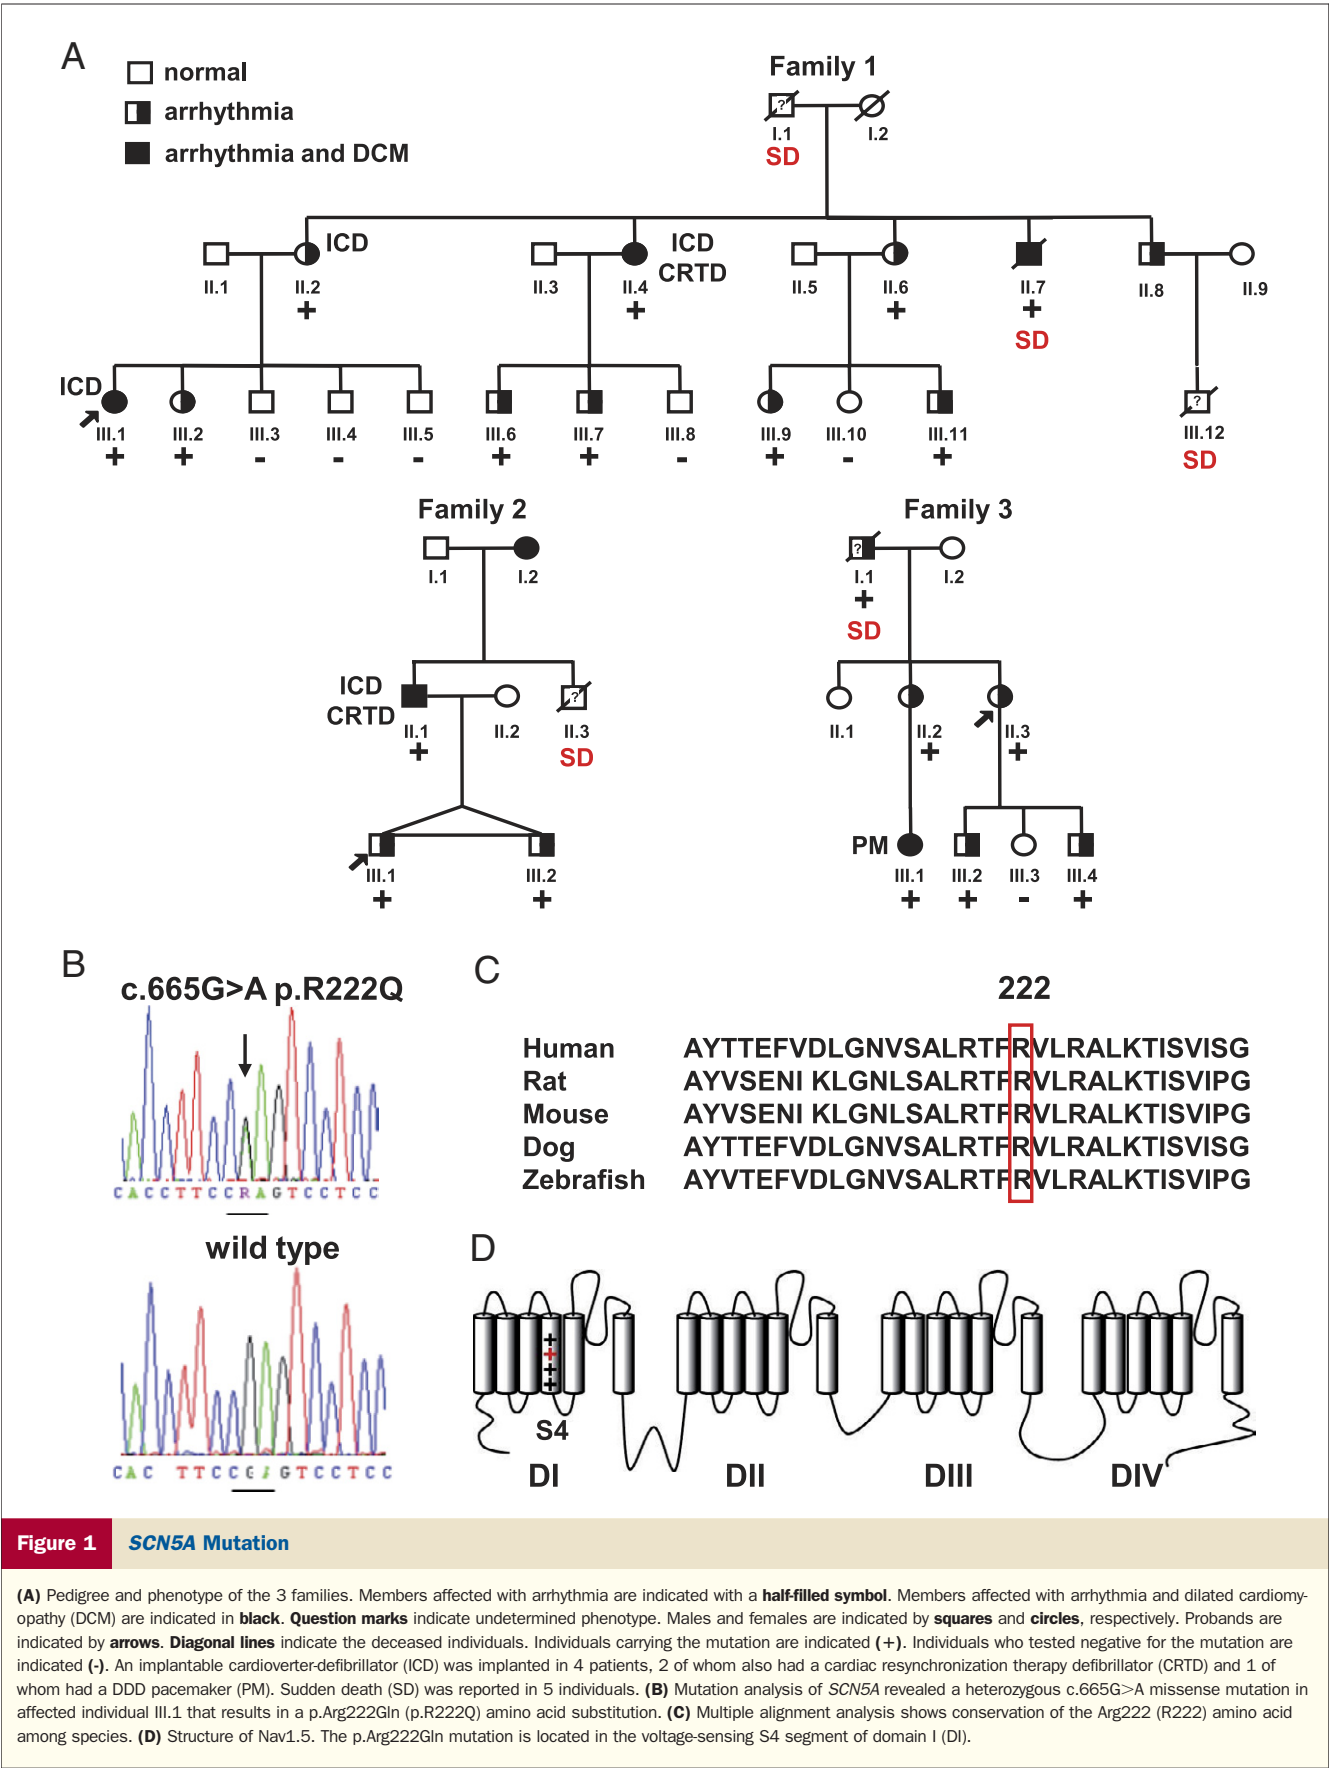 A
normal
arrhythmia
arrhythmia and DCM
Family 1
?
I.1
I.2
SD
ICD
ICD
CRTD
II.1
II.2
II.3
II.4
II.5
II.6
II.7
II.8
II.9
+
+
+
+
SD
ICD
?
III.1
III.2
III.3
III.4
III.5
III.6
III.7
III.8
III.9
III.10
III.11
III.12
+
+
-
-
-
+
+
-
+
-
+
SD
Family 2
I.1
I.2
ICD
CRTD
?
II.1
II.2
II.3
+
SD
III.1
III.2
+
+
Family 3
?
I.1
I.2
+
SD
II.1
II.2
II.3
+
+
PM
III.1
III.2
III.3
III.4
+
+
-
+
B
c.665G>A p.R222Q
CACCTTCCRAGTCCTCC
wild type
CAC TTCCGAGTCCTCC
C
222
Human AYTTEFVDLGNVSALRTFRVLRALKTISVISG
Rat AYVSENI KLGNLSALRTFRVLRALKTISVIPG
Mouse AYVSENI KLGNLSALRTFRVLRALKTISVIPG
Dog AYTTEFVDLGNVSALRTFRVLRALKTISVISG
Zebrafish AYVTEFVDLGNVSALRTFRVLRALKTISVIPG
D
+
+
+
+
S4
DI
DII
DIII
DIV
Figure 1 SCN5A Mutation
(A) Pedigree and phenotype of the 3 families. Members affected with arrhythmia are indicated with a half-filled symbol. Members affected with arrhythmia and dilated cardiomy-
opathy (DCM) are indicated in black. Question marks indicate undetermined phenotype. Males and females are indicated by squares and circles, respectively. Probands are
indicated by arrows. Diagonal lines indicate the deceased individuals. Individuals carrying the mutation are indicated (+). Individuals who tested negative for the mutation are
indicated (-). An implantable cardioverter-defibrillator (ICD) was implanted in 4 patients, 2 of whom also had a cardiac resynchronization therapy defibrillator (CRTD) and 1 of
whom had a DDD pacemaker (PM). Sudden death (SD) was reported in 5 individuals. (B) Mutation analysis of SCN5A revealed a heterozygous c.665G>A missense mutation in
affected individual III.1 that results in a p.Arg222Gln (p.R222Q) amino acid substitution. (C) Multiple alignment analysis shows conservation of the Arg222 (R222) amino acid
among species. (D) Structure of Nav1.5. The p.Arg222Gln mutation is located in the voltage-sensing S4 segment of domain I (DI).